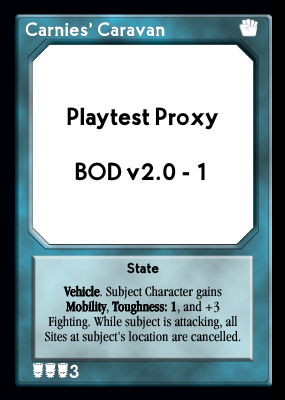 Carnies' Caravan
Playtest Proxy
BOD v2.0 - 1
State
Vehicle. Subject Character gains
Mobility, Toughness: 1, and +3
Fighting. While subject is attacking, all
Sites at subject's location are cancelled.
3